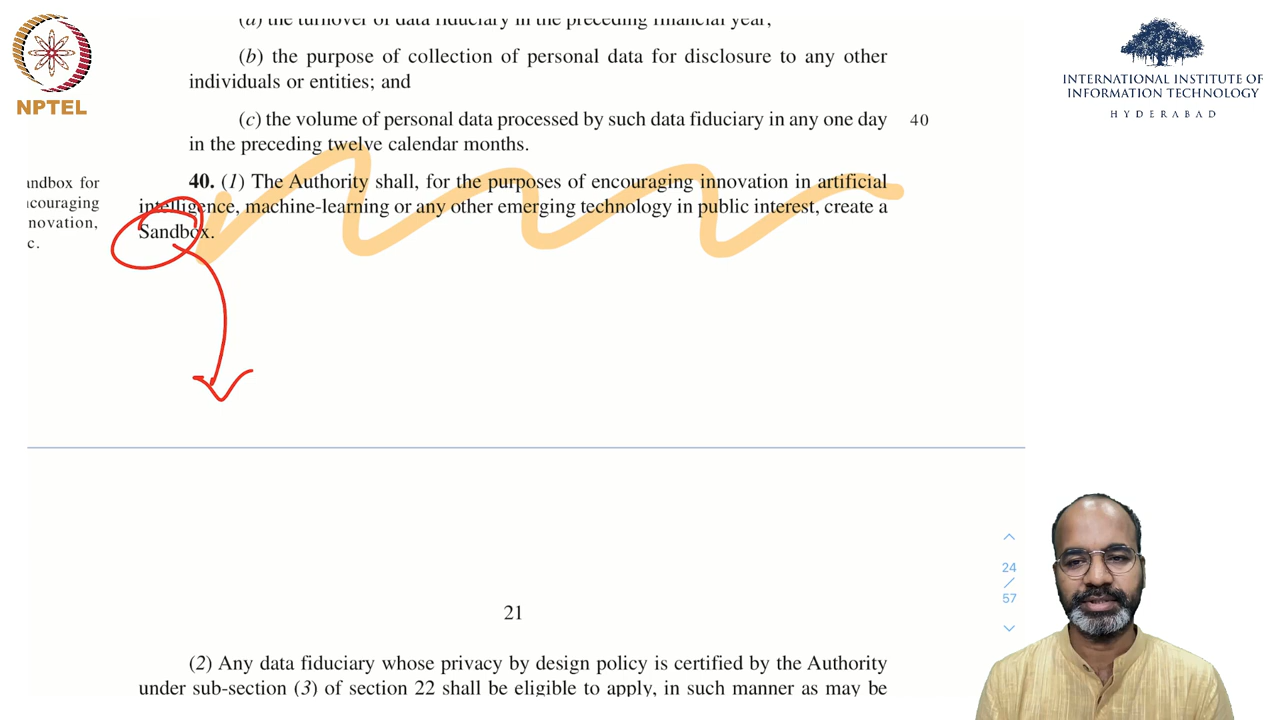 (a) the turnover of data fiduciary in the preceding financial year;
NPTEL
INTERNATIONAL INSTITUTE OF
INFORMATION TECHNOLOGY
HYDERABAD
(b) the purpose of collection of personal data for disclosure to any other
individuals or entities; and
(c) the volume of personal data processed by such data fiduciary in any one day 40
in the preceding twelve calendar months.
andbox for
ncouraging
novation,
c.
40. (1) The Authority shall, for the purposes of encouraging innovation in artificial
intelligence, machine-learning or any other emerging technology in public interest, create a
Sandbox.
24
/
57
21
(2) Any data fiduciary whose privacy by design policy is certified by the Authority
under sub-section (3) of section 22 shall be eligible to apply, in such manner as may be